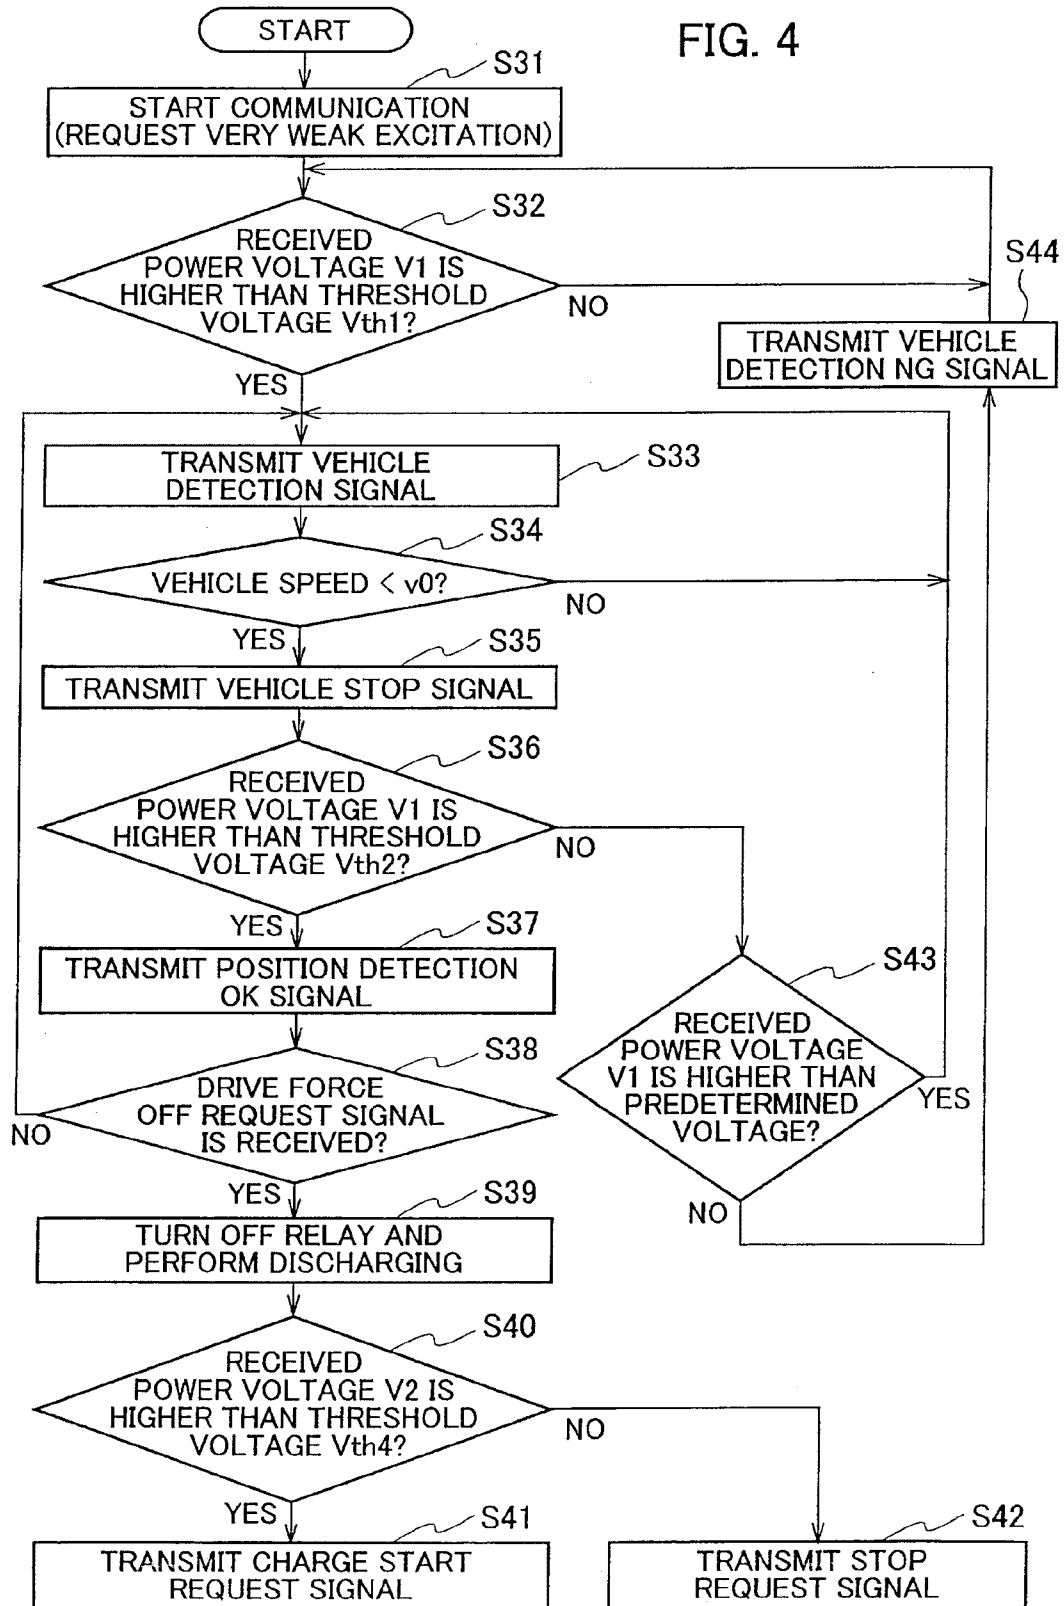 START
FIG. 4
S31
START COMMUNICATION
(REQUEST VERY WEAK EXCITATION)
S32
RECEIVED
POWER VOLTAGE V1 IS
HIGHER THAN THRESHOLD
VOLTAGE Vth1?
NO
YES
S44
TRANSMIT VEHICLE
DETECTION NG SIGNAL
S33
TRANSMIT VEHICLE
DETECTION SIGNAL
S34
VEHICLE SPEED < v0?
NO
YES
S35
TRANSMIT VEHICLE STOP SIGNAL
S36
RECEIVED
POWER VOLTAGE V1 IS
HIGHER THAN THRESHOLD
VOLTAGE Vth2?
NO
YES
S37
TRANSMIT POSITION DETECTION
OK SIGNAL
S43
RECEIVED
POWER VOLTAGE
V1 IS HIGHER THAN
PREDETERMINED
VOLTAGE?
YES
NO
S38
DRIVE FORCE
OFF REQUEST SIGNAL
IS RECEIVED?
NO
YES
S39
TURN OFF RELAY AND
PERFORM DISCHARGING
S40
RECEIVED
POWER VOLTAGE V2 IS
HIGHER THAN THRESHOLD
VOLTAGE Vth4?
NO
YES
S41
TRANSMIT CHARGE START
REQUEST SIGNAL
S42
TRANSMIT STOP
REQUEST SIGNAL